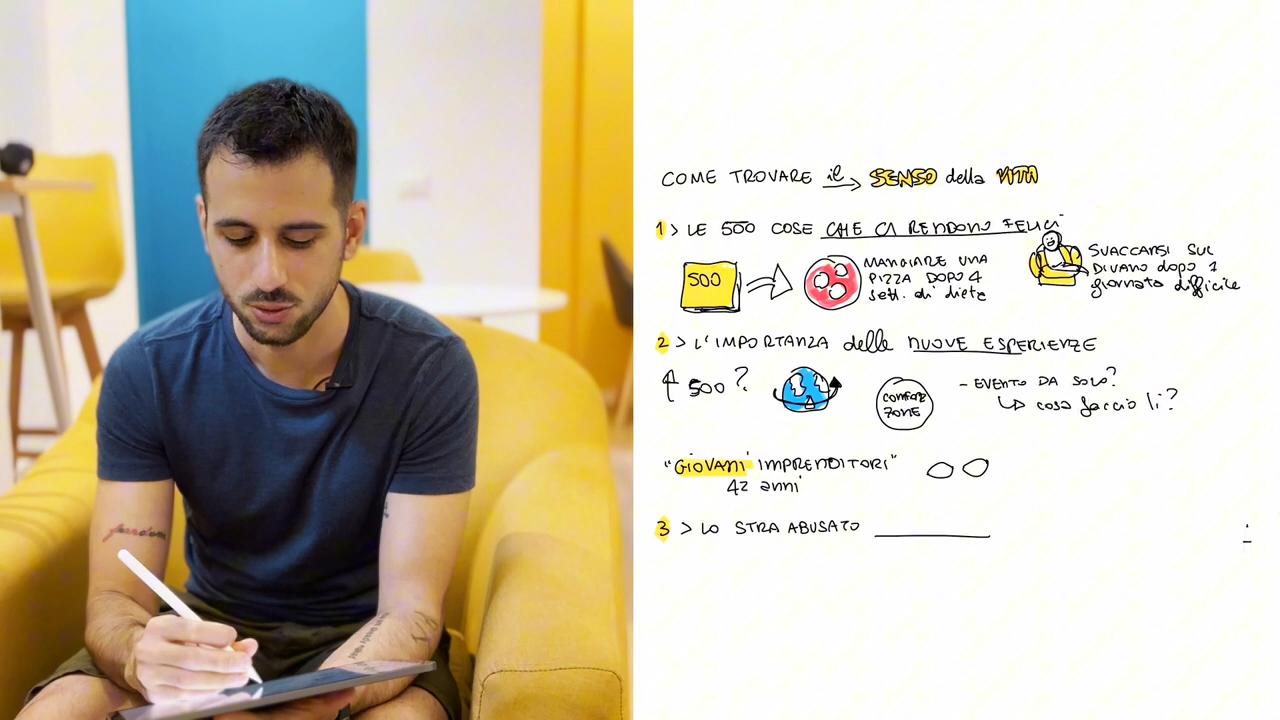 COME TROVARE il SENSO della VITA
1> LE 500 COSE CHE CI RENDONO FELICI
500
MANGIARE UNA
PIZZA DOPO 4
sett. di dieta
SVACCARSI SUL
DIVANO dopo 1
giornata difficile
2> L'IMPORTANZA delle NUOVE ESPERIENZE
500?
COMFORT
ZONE
- EVENTO DA SOLO?
cosa faccio lì?
"GIOVANI IMPRENDITORI"
42 anni
3> LO STRA ABUSATO
freedom